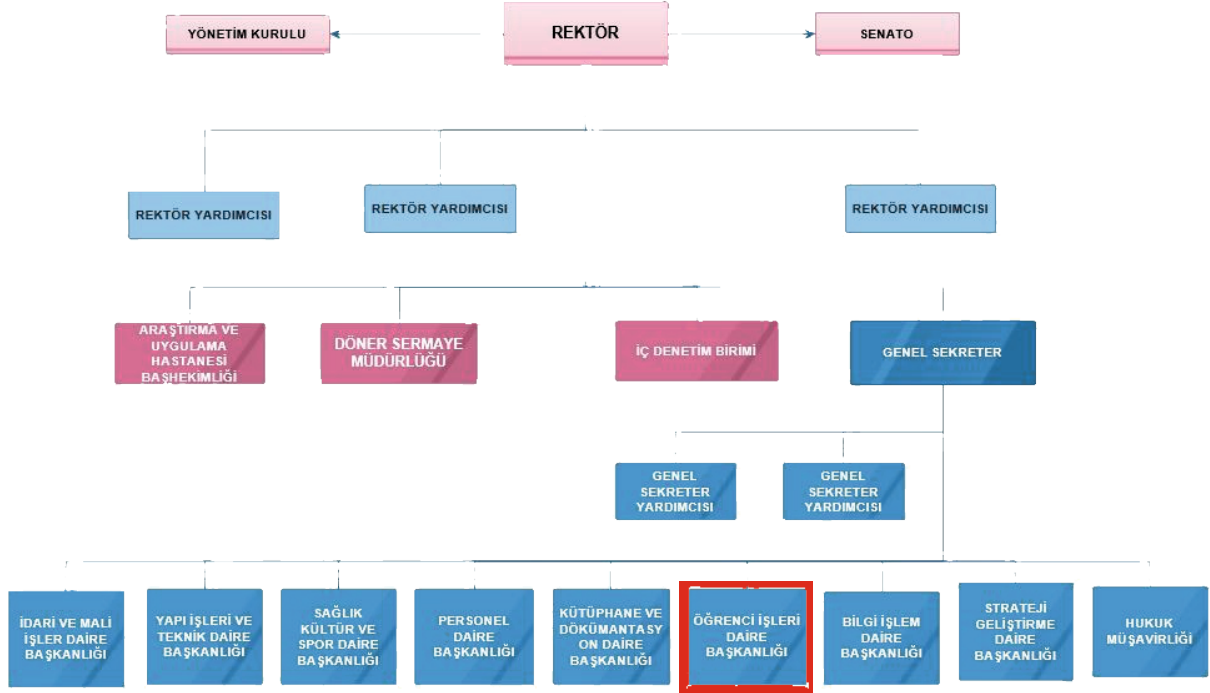 YÖNETİM KURULU
REKTÖR
SENATO
REKTÖR YARDIMCISI
REKTÖR YARDIMCISI
REKTÖR YARDIMCISI
ARAŞTIRMA VE
UYGULAMA
HASTANESİ
BAŞHEKİMLİĞİ
DÖNER SERMAYE
MÜDÜRLÜĞÜ
İÇ DENETİM BİRİMİ
GENEL SEKRETER
GENEL
SEKRETER
YARDIMCISI
GENEL
SEKRETER
YARDIMCISI
İDARİ VE MALİ
İŞLER DAİRE
BAŞKANLIĞI
YAPI İŞLERİ VE
TEKNİK DAİRE
BAŞKANLIĞI
SAĞLIK
KÜLTÜR VE
SPOR DAİRE
BAŞKANLIĞI
PERSONEL
DAİRE
BAŞKANLIĞI
KÜTÜPHANE VE
DÖKÜMANTASY
ON DAİRE
BAŞKANLIĞI
ÖĞRENCİ İŞLERİ
DAİRE
BAŞKANLIĞI
BİLGİ İŞLEM
DAİRE
BAŞKANLIĞI
STRATEJİ
GELİŞTİRME
DAİRE
BAŞKANLIĞI
HUKUK
MÜŞAVİRLİĞİ